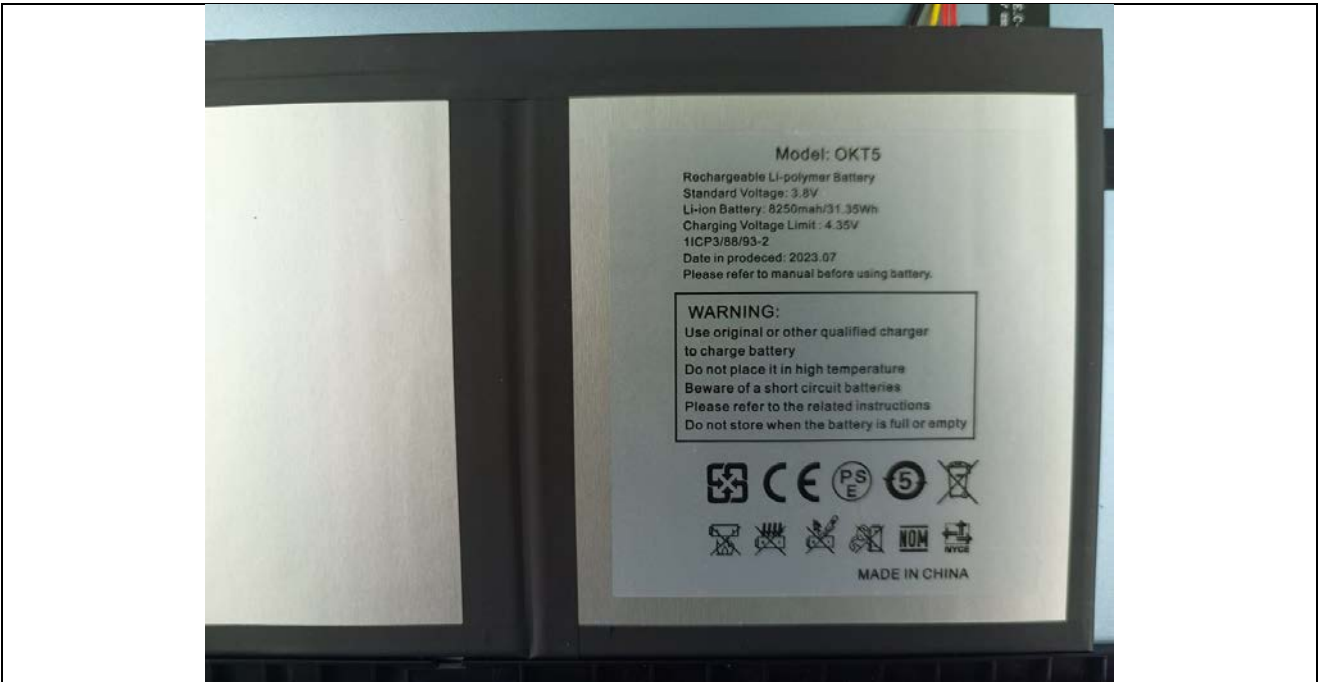 Model: OKT5
Rechargeable Li-polymer Battery
Standard Voltage: 3.8V
Li-ion Battery: 8250mah/31.35Wh
Charging Voltage Limit : 4.35V
1ICP3/88/93-2
Date in prodeced: 2023.07
Please refer to manual before using battery.
WARNING:
Use original or other qualified charger
to charge battery
Do not place it in high temperature
Beware of a short circuit batteries
Please refer to the related instructions
Do not store when the battery is full or empty
CE PS E 5
NOM NYCE
MADE IN CHINA